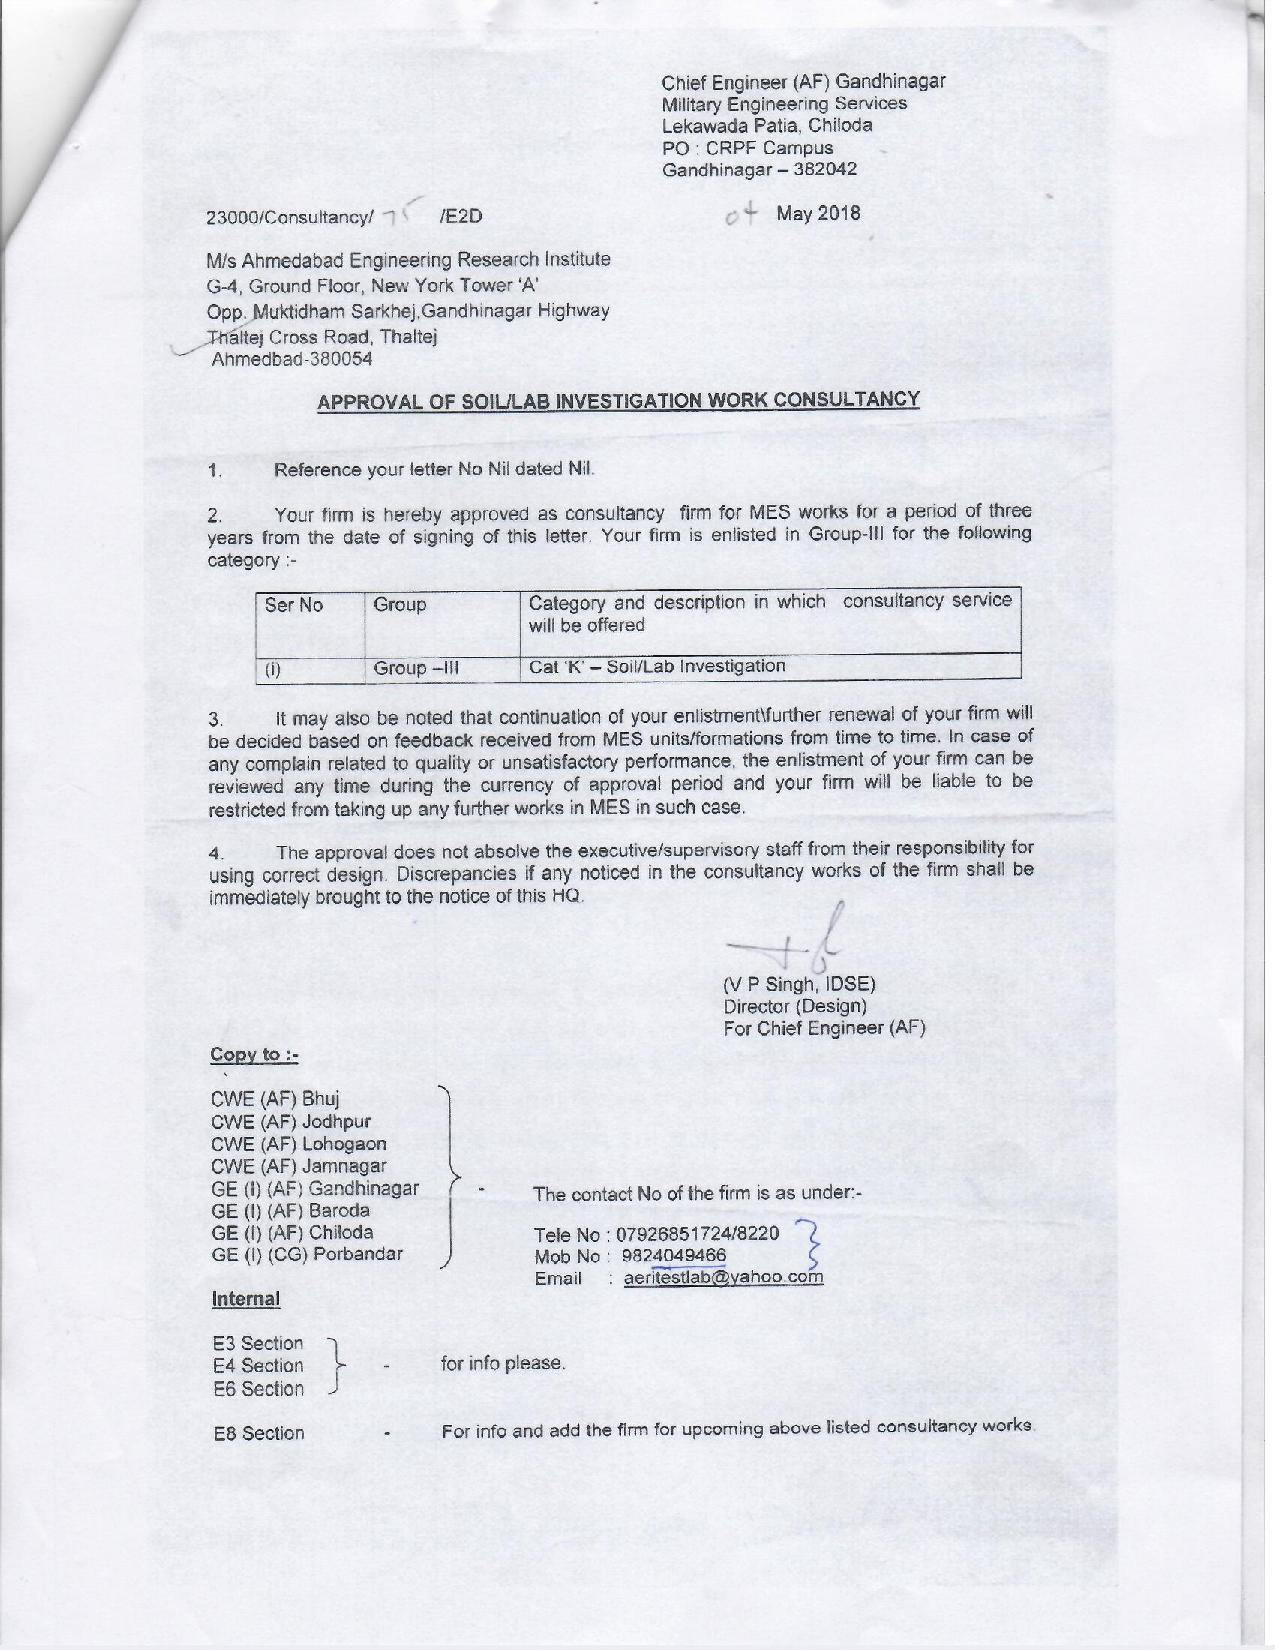 Chief Engineer (AF) Gandhinagar
Military Engineering Services
Lekawada Patia, Chiloda
PO : CRPF Campus
Gandhinagar – 382042
23000/Consultancy/ 75 /E2D
04 May 2018
M/s Ahmedabad Engineering Research Institute
G-4, Ground Floor, New York Tower ‘A’
Opp. Muktidham Sarkhej,Gandhinagar Highway
Thaltej Cross Road, Thaltej
Ahmedbad-380054
APPROVAL OF SOIL/LAB INVESTIGATION WORK CONSULTANCY
1. Reference your letter No Nil dated Nil.
2. Your firm is hereby approved as consultancy firm for MES works for a period of three
years from the date of signing of this letter. Your firm is enlisted in Group-III for the following
category :-
Ser No Group Category and description in which consultancy service
will be offered
(i) Group –III Cat ‘K’ – Soil/Lab Investigation
3. It may also be noted that continuation of your enlistment\further renewal of your firm will
be decided based on feedback received from MES units/formations from time to time. In case of
any complain related to quality or unsatisfactory performance, the enlistment of your firm can be
reviewed any time during the currency of approval period and your firm will be liable to be
restricted from taking up any further works in MES in such case.
4. The approval does not absolve the executive/supervisory staff from their responsibility for
using correct design. Discrepancies if any noticed in the consultancy works of the firm shall be
immediately brought to the notice of this HQ.
(V P Singh, IDSE)
Director (Design)
For Chief Engineer (AF)
Copy to :-
CWE (AF) Bhuj
CWE (AF) Jodhpur
CWE (AF) Lohogaon
CWE (AF) Jamnagar
GE (I) (AF) Gandhinagar - The contact No of the firm is as under:-
GE (I) (AF) Baroda
GE (I) (AF) Chiloda Tele No : 07926851724/8220
GE (I) (CG) Porbandar Mob No : 9824049466
Email : aeritestlab@yahoo.com
Internal
E3 Section
E4 Section - for info please.
E6 Section
E8 Section - For info and add the firm for upcoming above listed consultancy works.